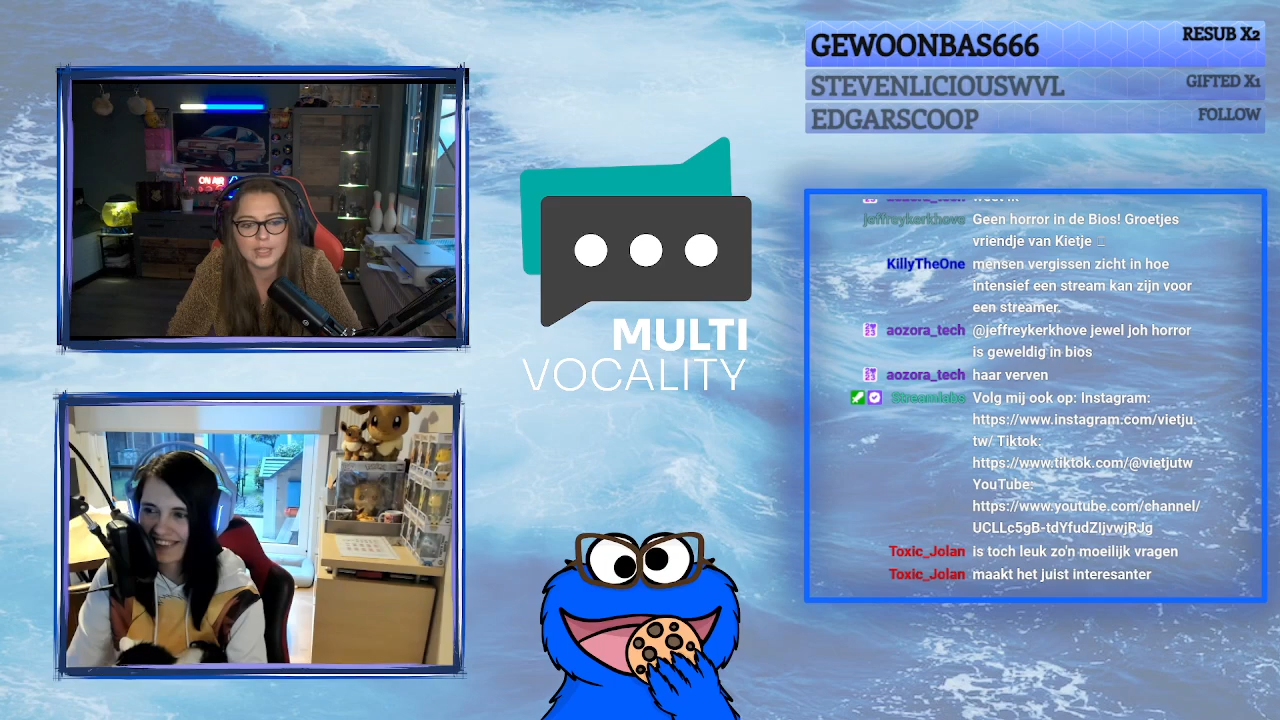 GEWOONBAS666
RESUB X2
STEVENLICIOUSWVL
GIFTED X1
EDGARSCOOP
FOLLOW
ON AIR
MULTI
VOCALITY
aozora_tech
jeffreykerkhove Geen horror in de Bios! Groetjes
vriendje van Kietje
KillyTheOne mensen vergissen zicht in hoe
intensief een stream kan zijn voor
een streamer.
aozora_tech @jeffreykerkhove jewel joh horror
is geweldig in bios
aozora_tech haar verven
Streamlabs Volg mij ook op: Instagram:
https://www.instagram.com/vietju.
tw/ Tiktok:
https://www.tiktok.com/@vietjutw
YouTube:
https://www.youtube.com/channel/
UCLLc5gB-tdYfudZIjvwjRJg
Toxic_Jolan is toch leuk zo'n moeilijk vragen
Toxic_Jolan maakt het juist interesanter